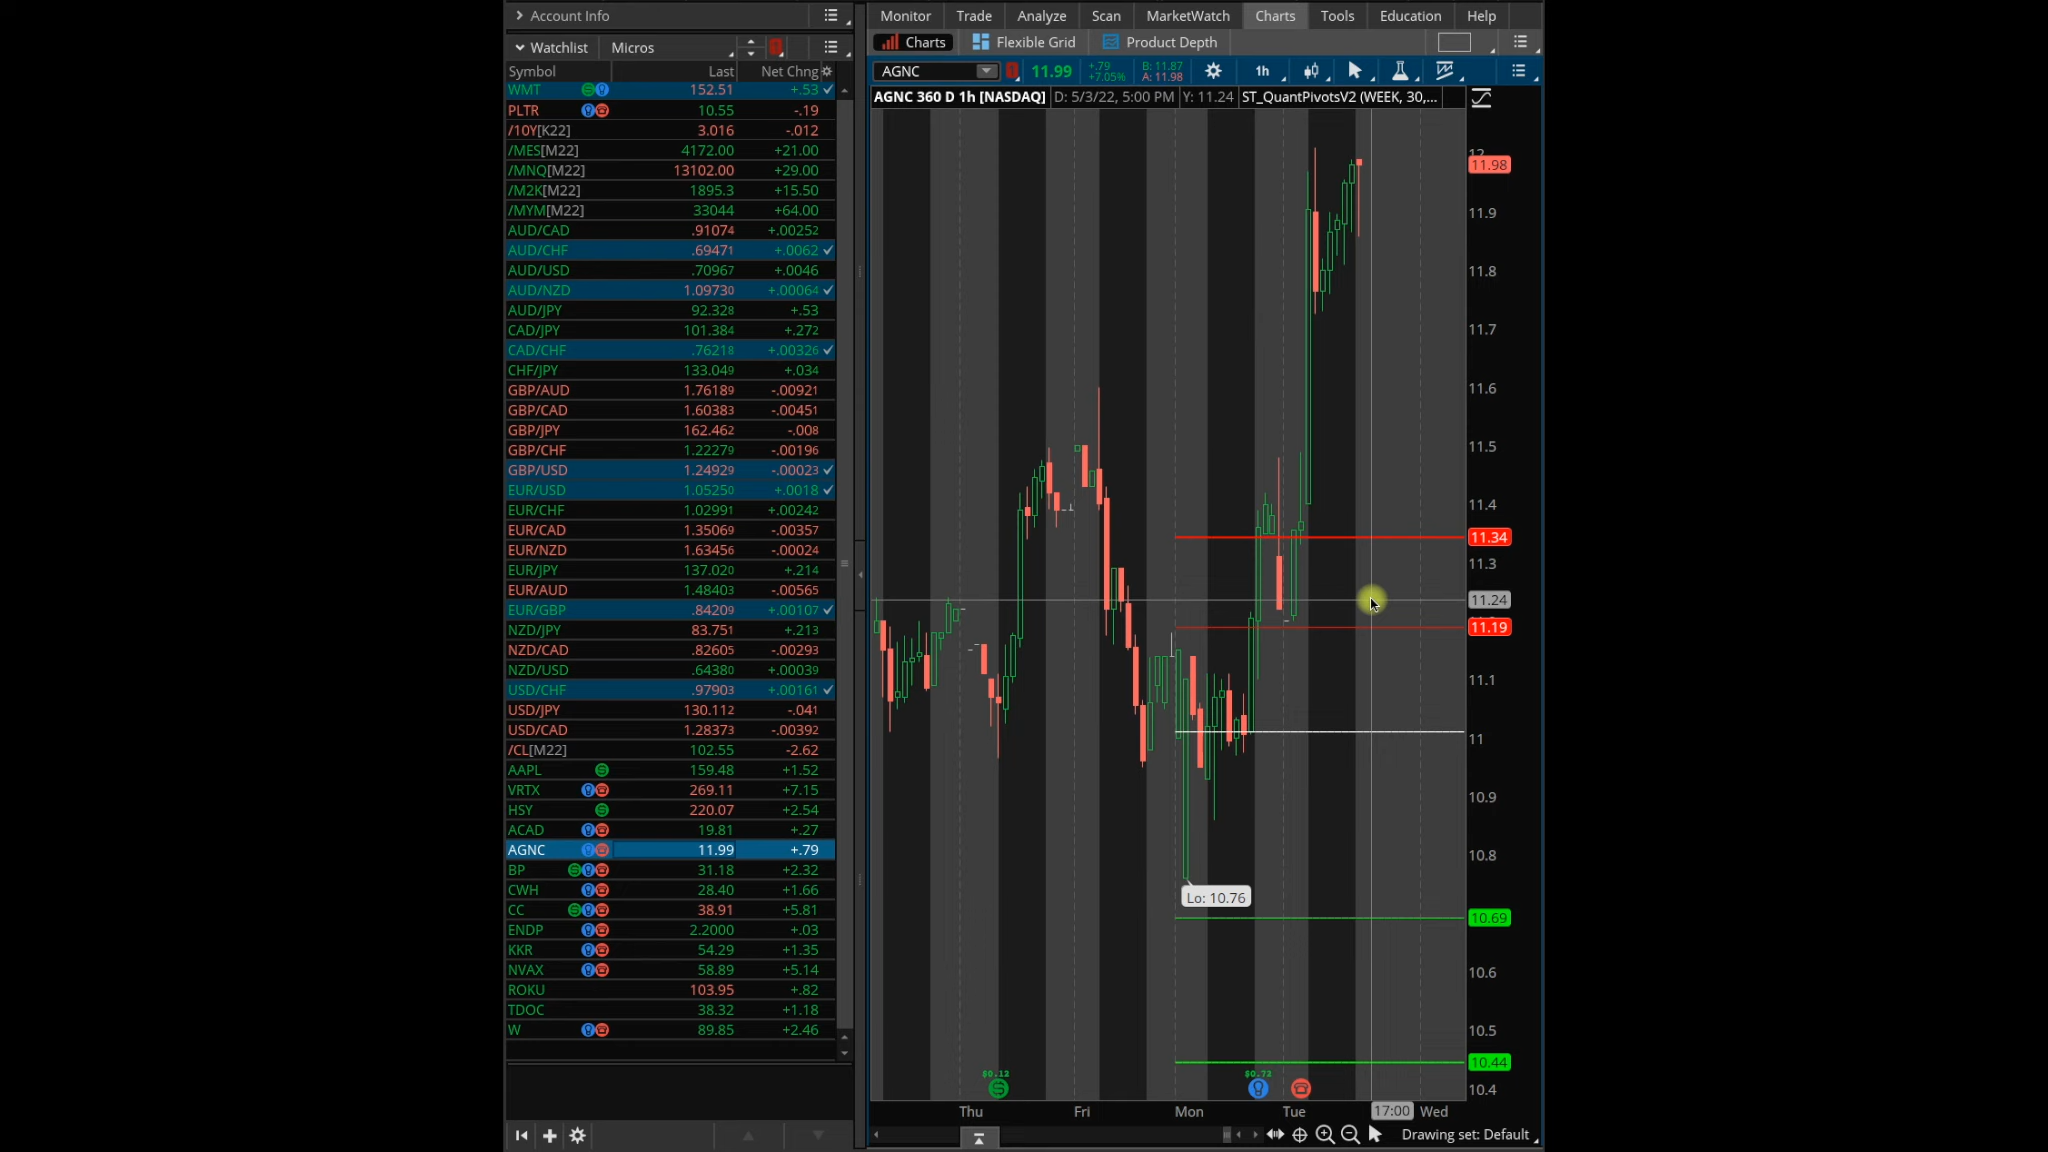 Account Info
Watchlist Micros
Symbol Last Net Chng
WMT 152.51 +.53
PLTR 10.55 -.19
/10Y[K22] 3.016 -.012
/MES[M22] 4172.00 +21.00
/MNQ[M22] 13102.00 +29.00
/M2K[M22] 1895.3 +15.50
/MYM[M22] 33044 +64.00
AUD/CAD .91074 +.00252
AUD/CHF .69471 +.0062
AUD/USD .70967 +.0046
AUD/NZD 1.09730 +.00064
AUD/JPY 92.328 +.53
CAD/JPY 101.384 +.272
CAD/CHF .76218 +.00326
CHF/JPY 133.049 +.034
GBP/AUD 1.76189 -.00921
GBP/CAD 1.60383 -.00451
GBP/JPY 162.462 -.008
GBP/CHF 1.22279 -.00196
GBP/USD 1.24929 -.00023
EUR/USD 1.05250 +.0018
EUR/CHF 1.02991 +.00242
EUR/CAD 1.35069 -.00357
EUR/NZD 1.63456 -.00024
EUR/JPY 137.020 +.214
EUR/AUD 1.48403 -.00565
EUR/GBP .84209 +.00107
NZD/JPY 83.751 +.213
NZD/CAD .82605 -.00293
NZD/USD .64380 +.00039
USD/CHF .97903 +.00161
USD/JPY 130.112 -.041
USD/CAD 1.28373 -.00392
/CL[M22] 102.55 -2.62
AAPL 159.48 +1.52
VRTX 269.11 +7.15
HSY 220.07 +2.54
ACAD 19.81 +.27
AGNC 11.99 +.79
BP 31.18 +2.32
CWH 28.40 +1.66
CC 38.91 +5.81
ENDP 2.2000 +.03
KKR 54.29 +1.35
NVAX 58.89 +5.14
ROKU 103.95 +.82
TDOC 38.32 +1.18
W 89.85 +2.46
Monitor Trade Analyze Scan MarketWatch Charts Tools Education Help
Charts Flexible Grid Product Depth
AGNC 11.99 +.79 +7.05% B: 11.87 A: 11.98 1h
AGNC 360 D 1h [NASDAQ] D: 5/3/22, 5:00 PM Y: 11.24 ST_QuantPivotsV2 (WEEK, 30,...
12
11.98
11.9
11.8
11.7
11.6
11.5
11.4
11.34
11.3
11.24
11.19
11.1
11
10.9
10.8
Lo: 10.76
10.69
10.6
10.5
10.44
10.4
$0.12 $0.72
Thu Fri Mon Tue 17:00 Wed
Drawing set: Default